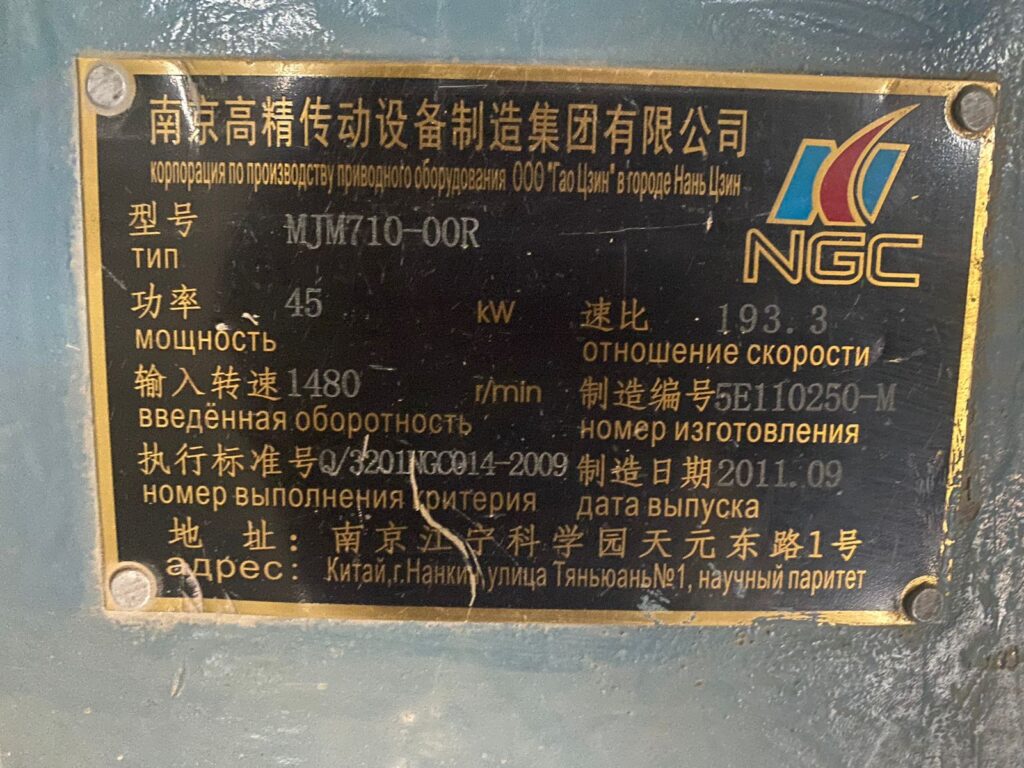 南京高精传动设备制造集团有限公司
корпорация по производству приводного оборудования ООО "Гао Цзин" в городе Нань Цзин
NGC
型号 MJM710-00R
тип
功率 45 kW 速比 193.3
мощность отношение скорости
输入转速 1480 r/min 制造编号 5E110250-M
введённая оборотность номер изготовления
执行标准号 Q/3201NGC014-2009 制造日期 2011.09
номер выполнения критерия дата выпуска
地 址： 南京江宁科学园天元东路1号
адрес: Китай,г.Нанкин улица Тяньюань№1, научный паритет